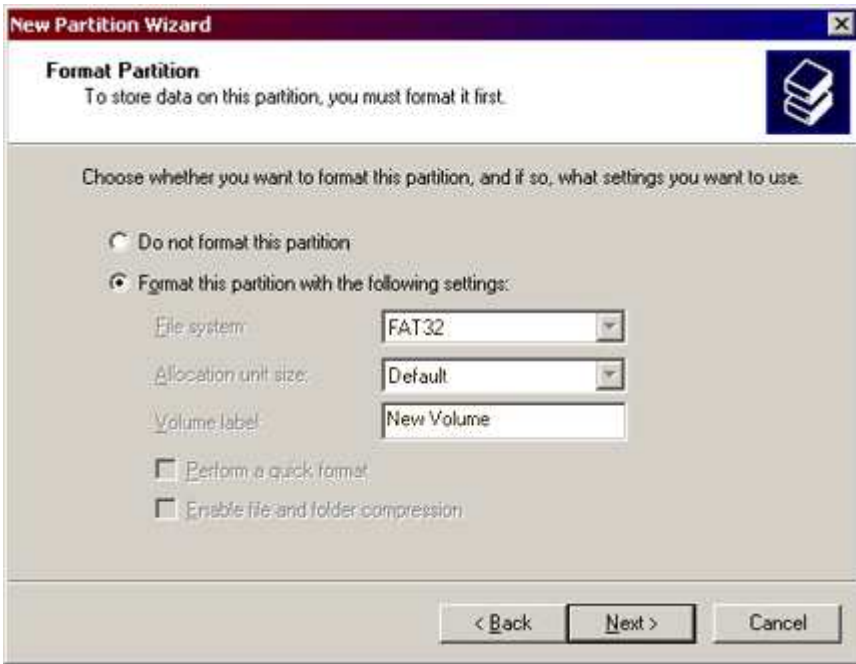 New Partition Wizard
Format Partition
To store data on this partition, you must format it first.
Choose whether you want to format this partition, and if so, what settings you want to use.
Do not format this partition
Format this partition with the following settings:
File system: FAT32
Allocation unit size: Default
Volume label: New Volume
Perform a quick format
Enable file and folder compression
< Back Next > Cancel